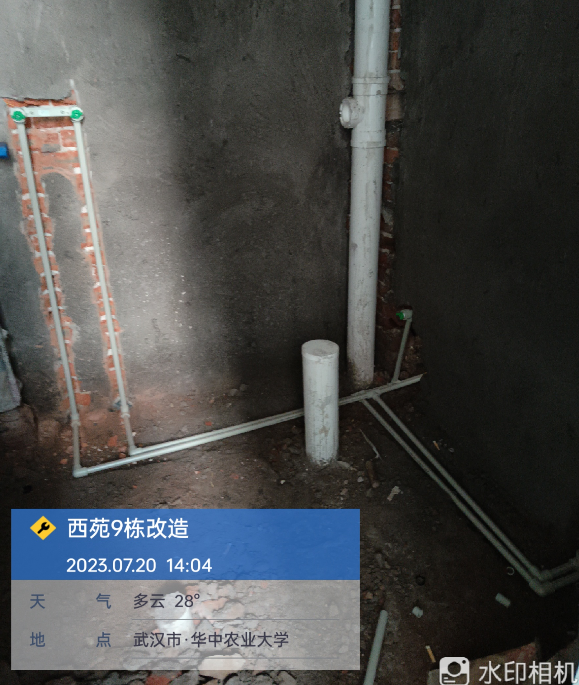 西苑9栋改造
2023.07.20 14:04
天 气 多云 28°
地 点 武汉市·华中农业大学
水印相机